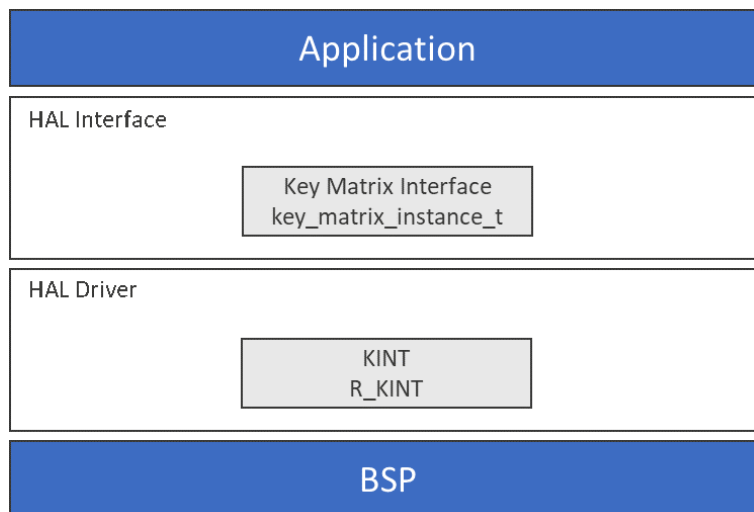 Application
HAL Interface
Key Matrix Interface
key_matrix_instance_t
HAL Driver
KINT
R_KINT
BSP